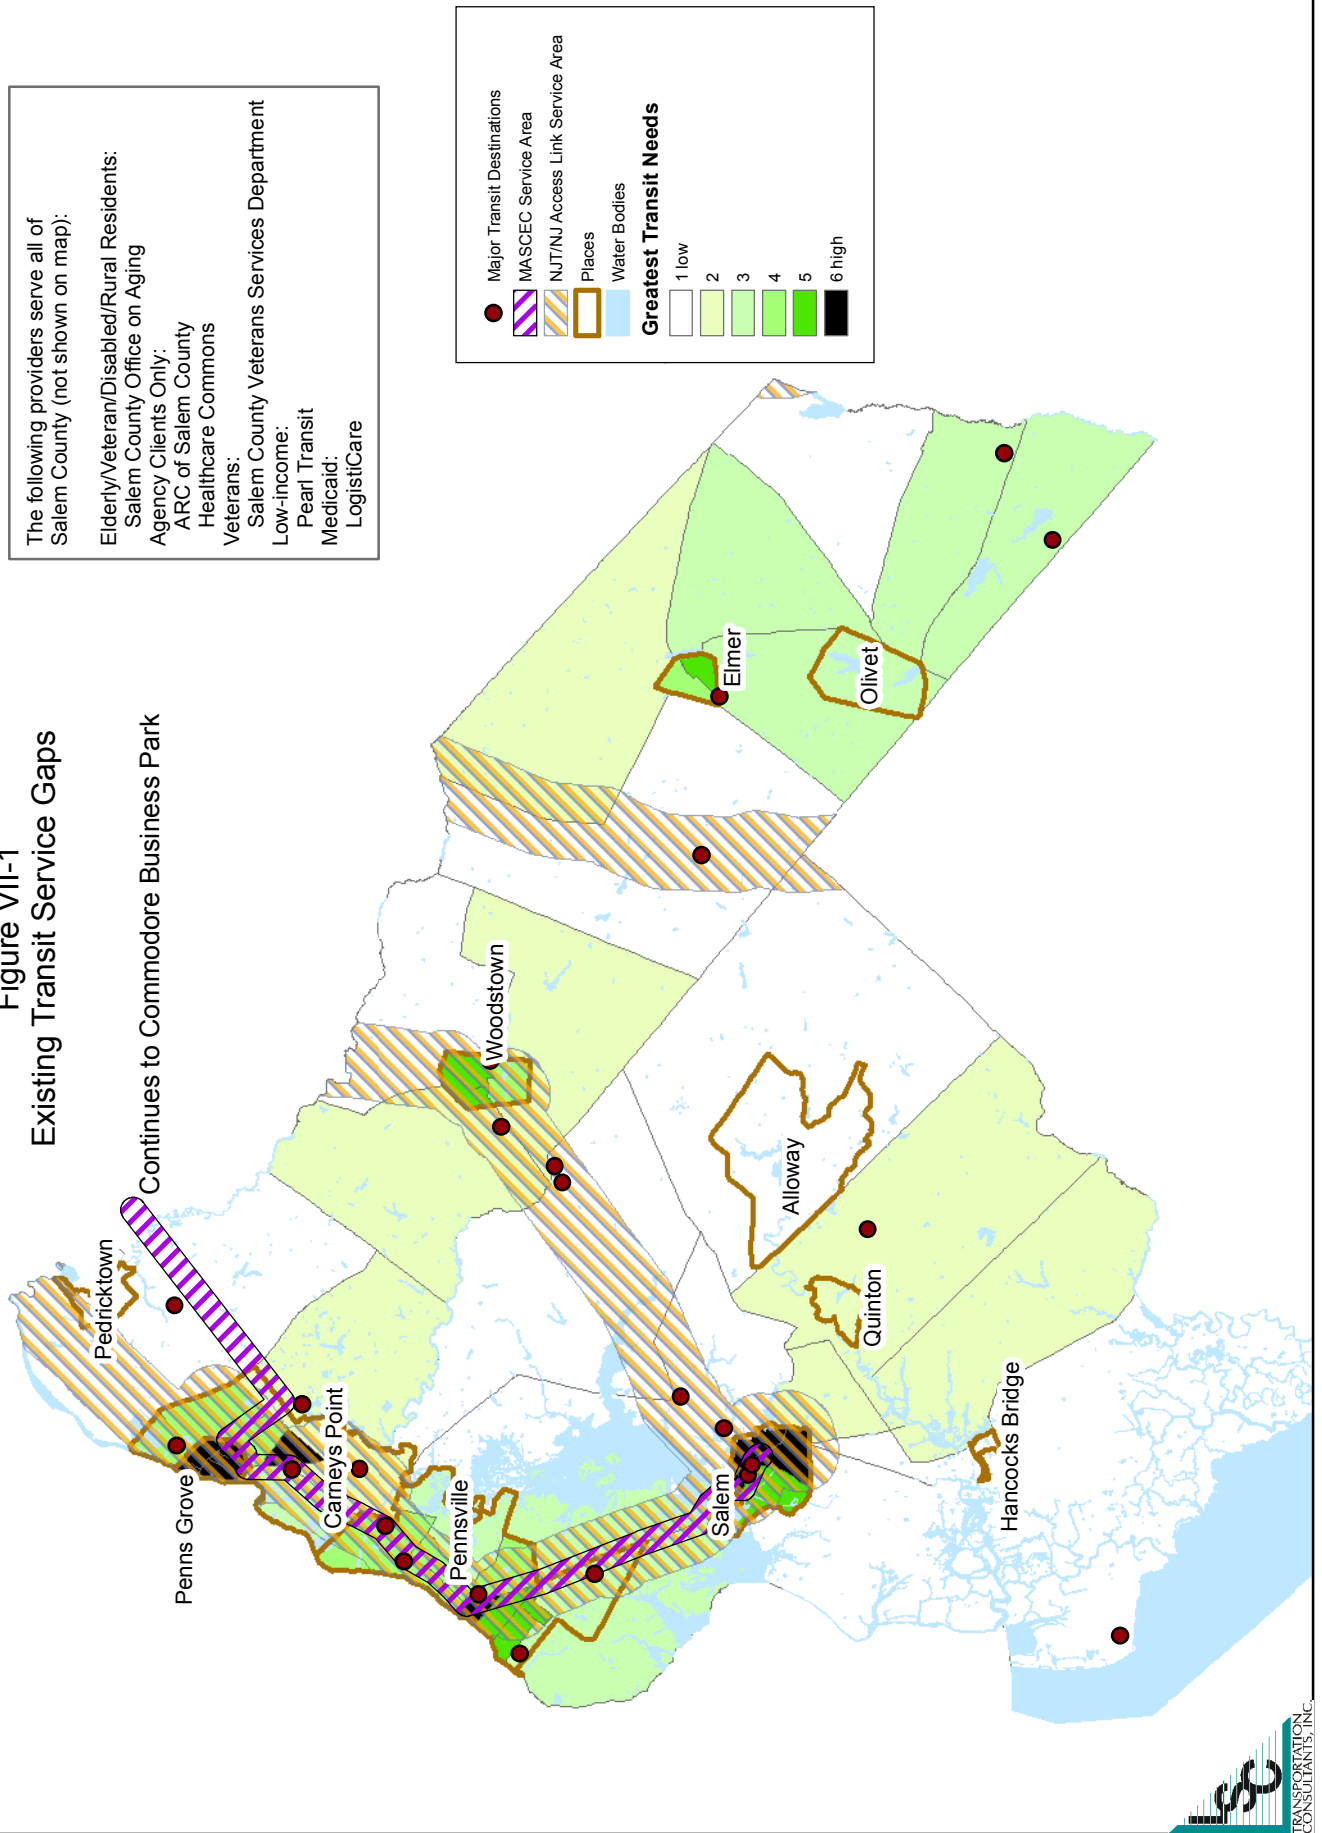 Figure VII-1
Existing Transit Service Gaps
The following providers serve all of
Salem County (not shown on map):
Elderly/Veteran/Disabled/Rural Residents:
Salem County Office on Aging
Agency Clients Only:
ARC of Salem County
Healthcare Commons
Veterans:
Salem County Veterans Services Department
Low-income:
Pearl Transit
Medicaid:
LogistiCare
Continues to Commodore Business Park
Pedricktown
Penns Grove
Carneys Point
Pennsville
Woodstown
Salem
Elmer
Olivet
Alloway
Quinton
Hancocks Bridge
Major Transit Destinations
MASCEC Service Area
NJT/NJ Access Link Service Area
Places
Water Bodies
Greatest Transit Needs
1 low
2
3
4
5
6 high
LSC
TRANSPORTATION
CONSULTANTS, INC.